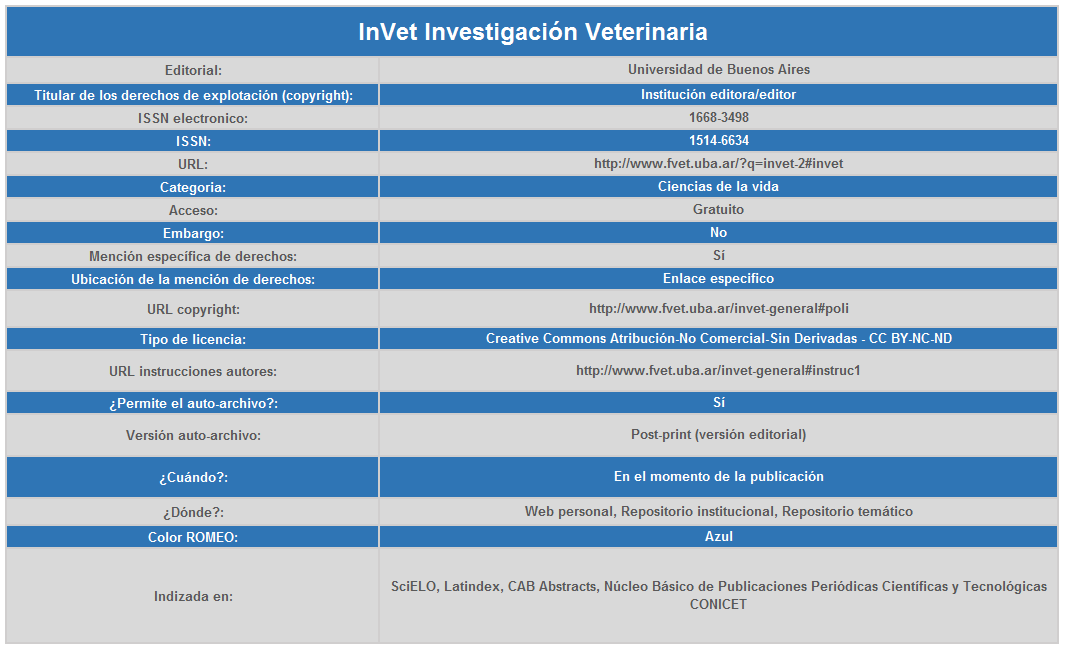 InVet Investigación Veterinaria
Editorial: Universidad de Buenos Aires
Titular de los derechos de explotación (copyright): Institución editora/editor
ISSN electronico: 1668-3498
ISSN: 1514-6634
URL: http://www.fvet.uba.ar/?q=invet-2#invet
Categoria: Ciencias de la vida
Acceso: Gratuito
Embargo: No
Mención específica de derechos: Sí
Ubicación de la mención de derechos: Enlace especifico
URL copyright: http://www.fvet.uba.ar/invet-general#poli
Tipo de licencia: Creative Commons Atribución-No Comercial-Sin Derivadas - CC BY-NC-ND
URL instrucciones autores: http://www.fvet.uba.ar/invet-general#instruc1
¿Permite el auto-archivo?: Sí
Versión auto-archivo: Post-print (versión editorial)
¿Cuándo?: En el momento de la publicación
¿Dónde?: Web personal, Repositorio institucional, Repositorio temático
Color ROMEO: Azul
Indizada en: SciELO, Latindex, CAB Abstracts, Núcleo Básico de Publicaciones Periódicas Científicas y Tecnológicas
CONICET